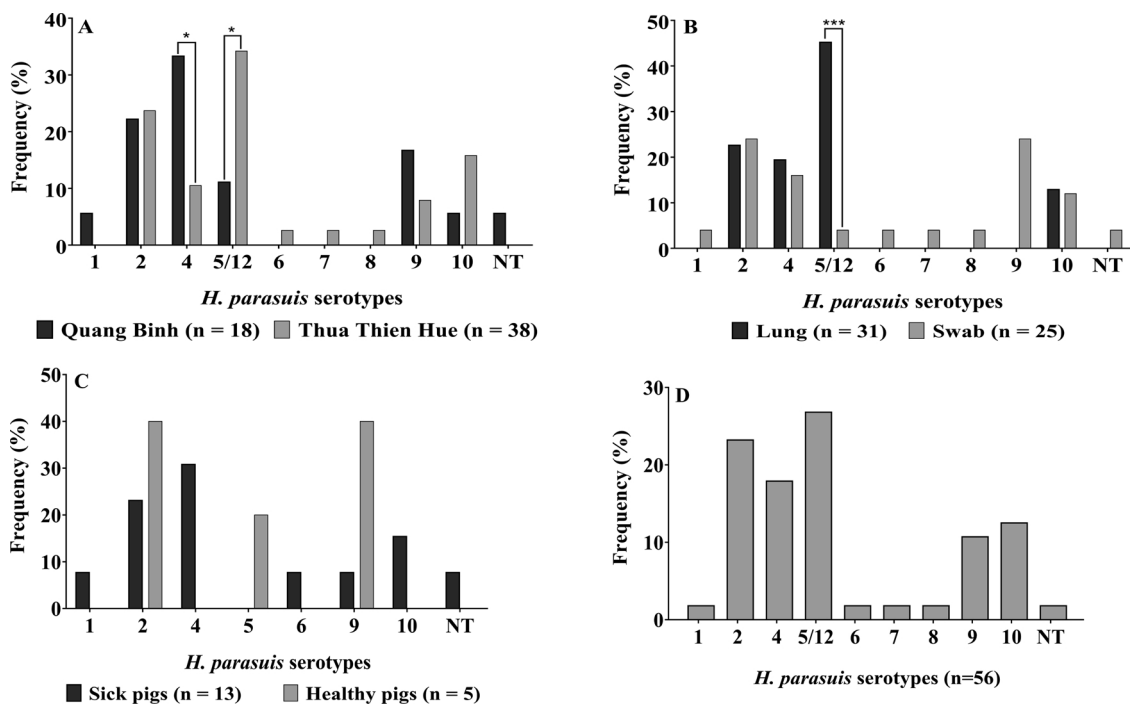 A
Frequency (%)
40
30
20
10
0
*
*
1 2 4 5/12 6 7 8 9 10 NT
H. parasuis serotypes
Quang Binh (n = 18) Thua Thien Hue (n = 38)
B
Frequency (%)
50
40
30
20
10
0
***
1 2 4 5/12 6 7 8 9 10 NT
H. parasuis serotypes
Lung (n = 31) Swab (n = 25)
C
Frequency (%)
50
40
30
20
10
0
1 2 4 5 6 9 10 NT
H. parasuis serotypes
Sick pigs (n = 13) Healthy pigs (n = 5)
D
Frequency (%)
30
20
10
0
1 2 4 5/12 6 7 8 9 10 NT
H. parasuis serotypes (n=56)